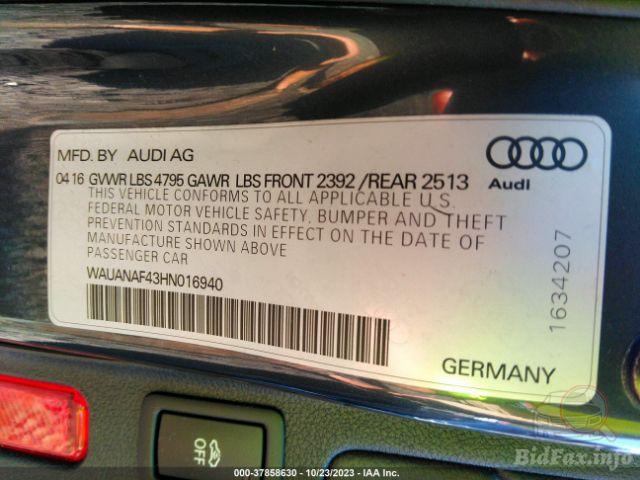 MFD. BY AUDI AG
04 16 GVWR LBS 4795 GAWR LBS FRONT 2392 /REAR 2513
THIS VEHICLE CONFORMS TO ALL APPLICABLE U.S.
FEDERAL MOTOR VEHICLE SAFETY, BUMPER AND THEFT
PREVENTION STANDARDS IN EFFECT ON THE DATE OF
MANUFACTURE SHOWN ABOVE
PASSENGER CAR
WAUANAF43HN016940
Audi
1634207
GERMANY
OFF
000-37858630 - 10/23/2023 - IAA Inc.
BidFax.info